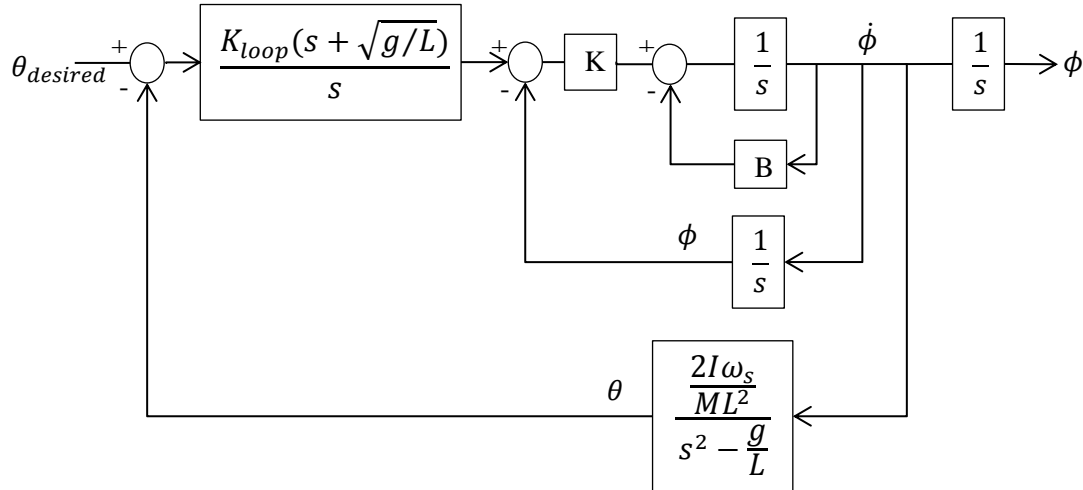 θ_desired
+
-
K_loop(s + √(g/L))
s
+
-
K
+
-
1
s
ϕ̇
1
s
ϕ
B
ϕ
1
s
θ
2Iω_s
ML²
s² − g
L